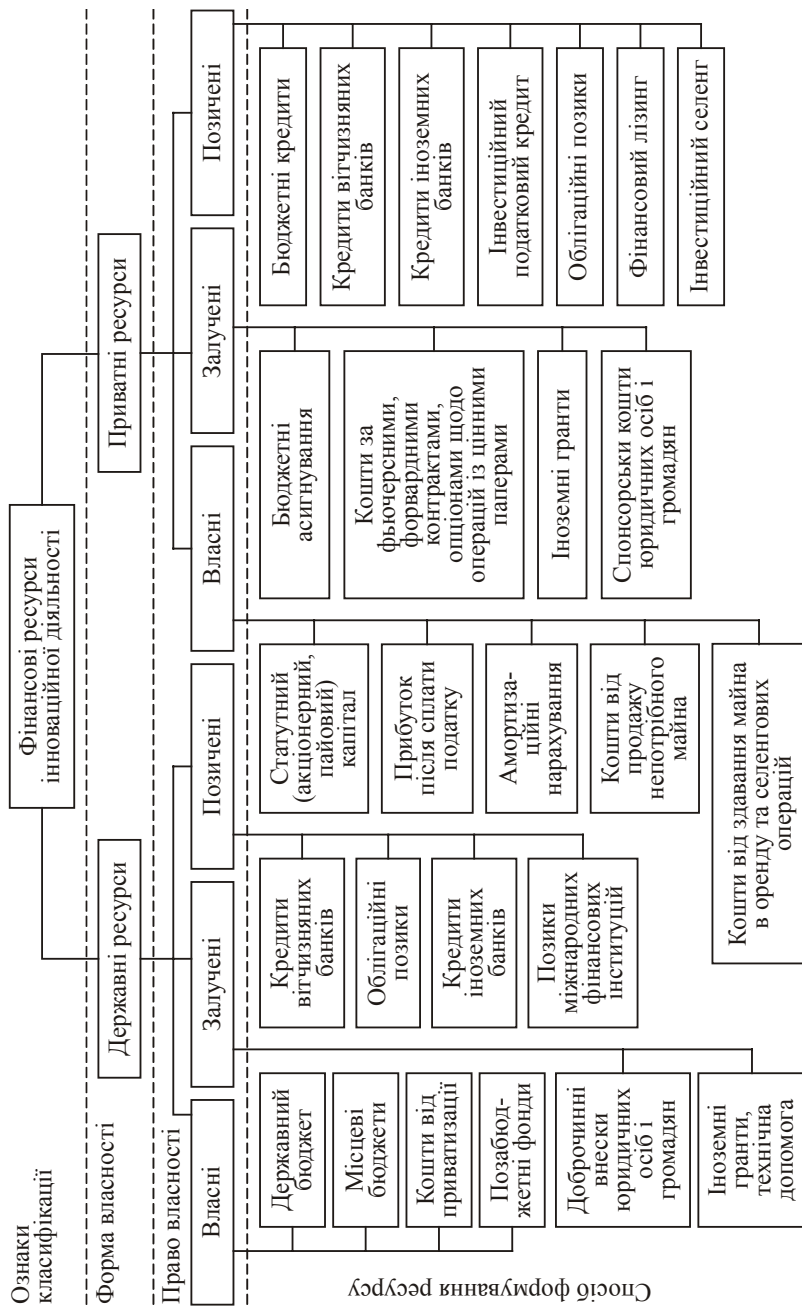 Ознаки
класифікації
Фінансові ресурси
інноваційної діяльності
Форма власності
Державні ресурси
Приватні ресурси
Право власності
Власні
Залучені
Позичені
Власні
Залучені
Позичені
Спосіб формування ресурсу
Державний
бюджет
Місцеві
бюджети
Кошти від
приватизації
Позабюд-
жетні фонди
Доброчинні
внески
юридичних
осіб і
громадян
Іноземні
гранти,
технічна
допомога
Кредити
вітчизняних
банків
Облігаційні
позики
Кредити
іноземних
банків
Позики
міжнародних
фінансових
інституцій
Статутний
(акціонерний,
пайовий)
капітал
Прибуток
після сплати
податку
Амортиза-
ційні
нарахування
Кошти від
продажу
непотрібного
майна
Кошти від здавання майна
в оренду та селенгових
операцій
Бюджетні
асигнування
Кошти за
фьючерсними,
форвардними
контрактами,
опціонами щодо
операцій із цінними
паперами
Іноземні гранти
Спонсорськи кошти
юридичних осіб і
громадян
Бюджетні кредити
Кредити вітчизняних
банків
Кредити іноземних
банків
Інвестиційний
податковий кредит
Облігаційні позики
Фінансовий лізинг
Інвестиційний селенг